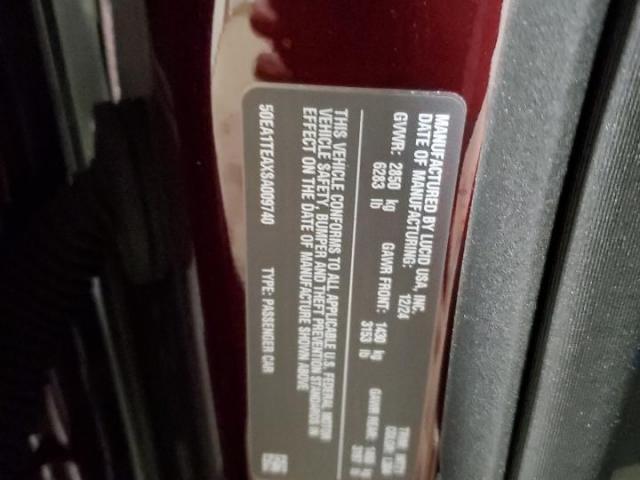 MANUFACTURED BY LUCID USA, INC.
DATE OF MANUFACTURING: 12/24
GVWR: 2850 kg GAWR FRONT: 1430 kg
6283 lb 3153 lb
THIS VEHICLE CONFORMS TO ALL APPLICABLE U.S. FEDERAL MOTOR
VEHICLE SAFETY, BUMPER AND THEFT PREVENTION STANDARDS IN
EFFECT ON THE DATE OF MANUFACTURE SHOWN ABOVE
50EA1TEAXSA009740 TYPE: PASSENGER CAR